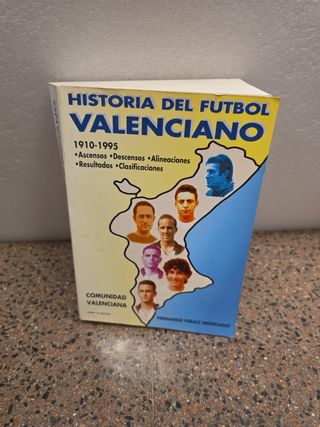 HISTORIA DEL FUTBOL
VALENCIANO
1910-1995
•Ascensos •Descensos •Alineaciones
•Resultados •Clasificaciones
COMUNIDAD
VALENCIANA
FERNANDO PERALT MONTAGUT